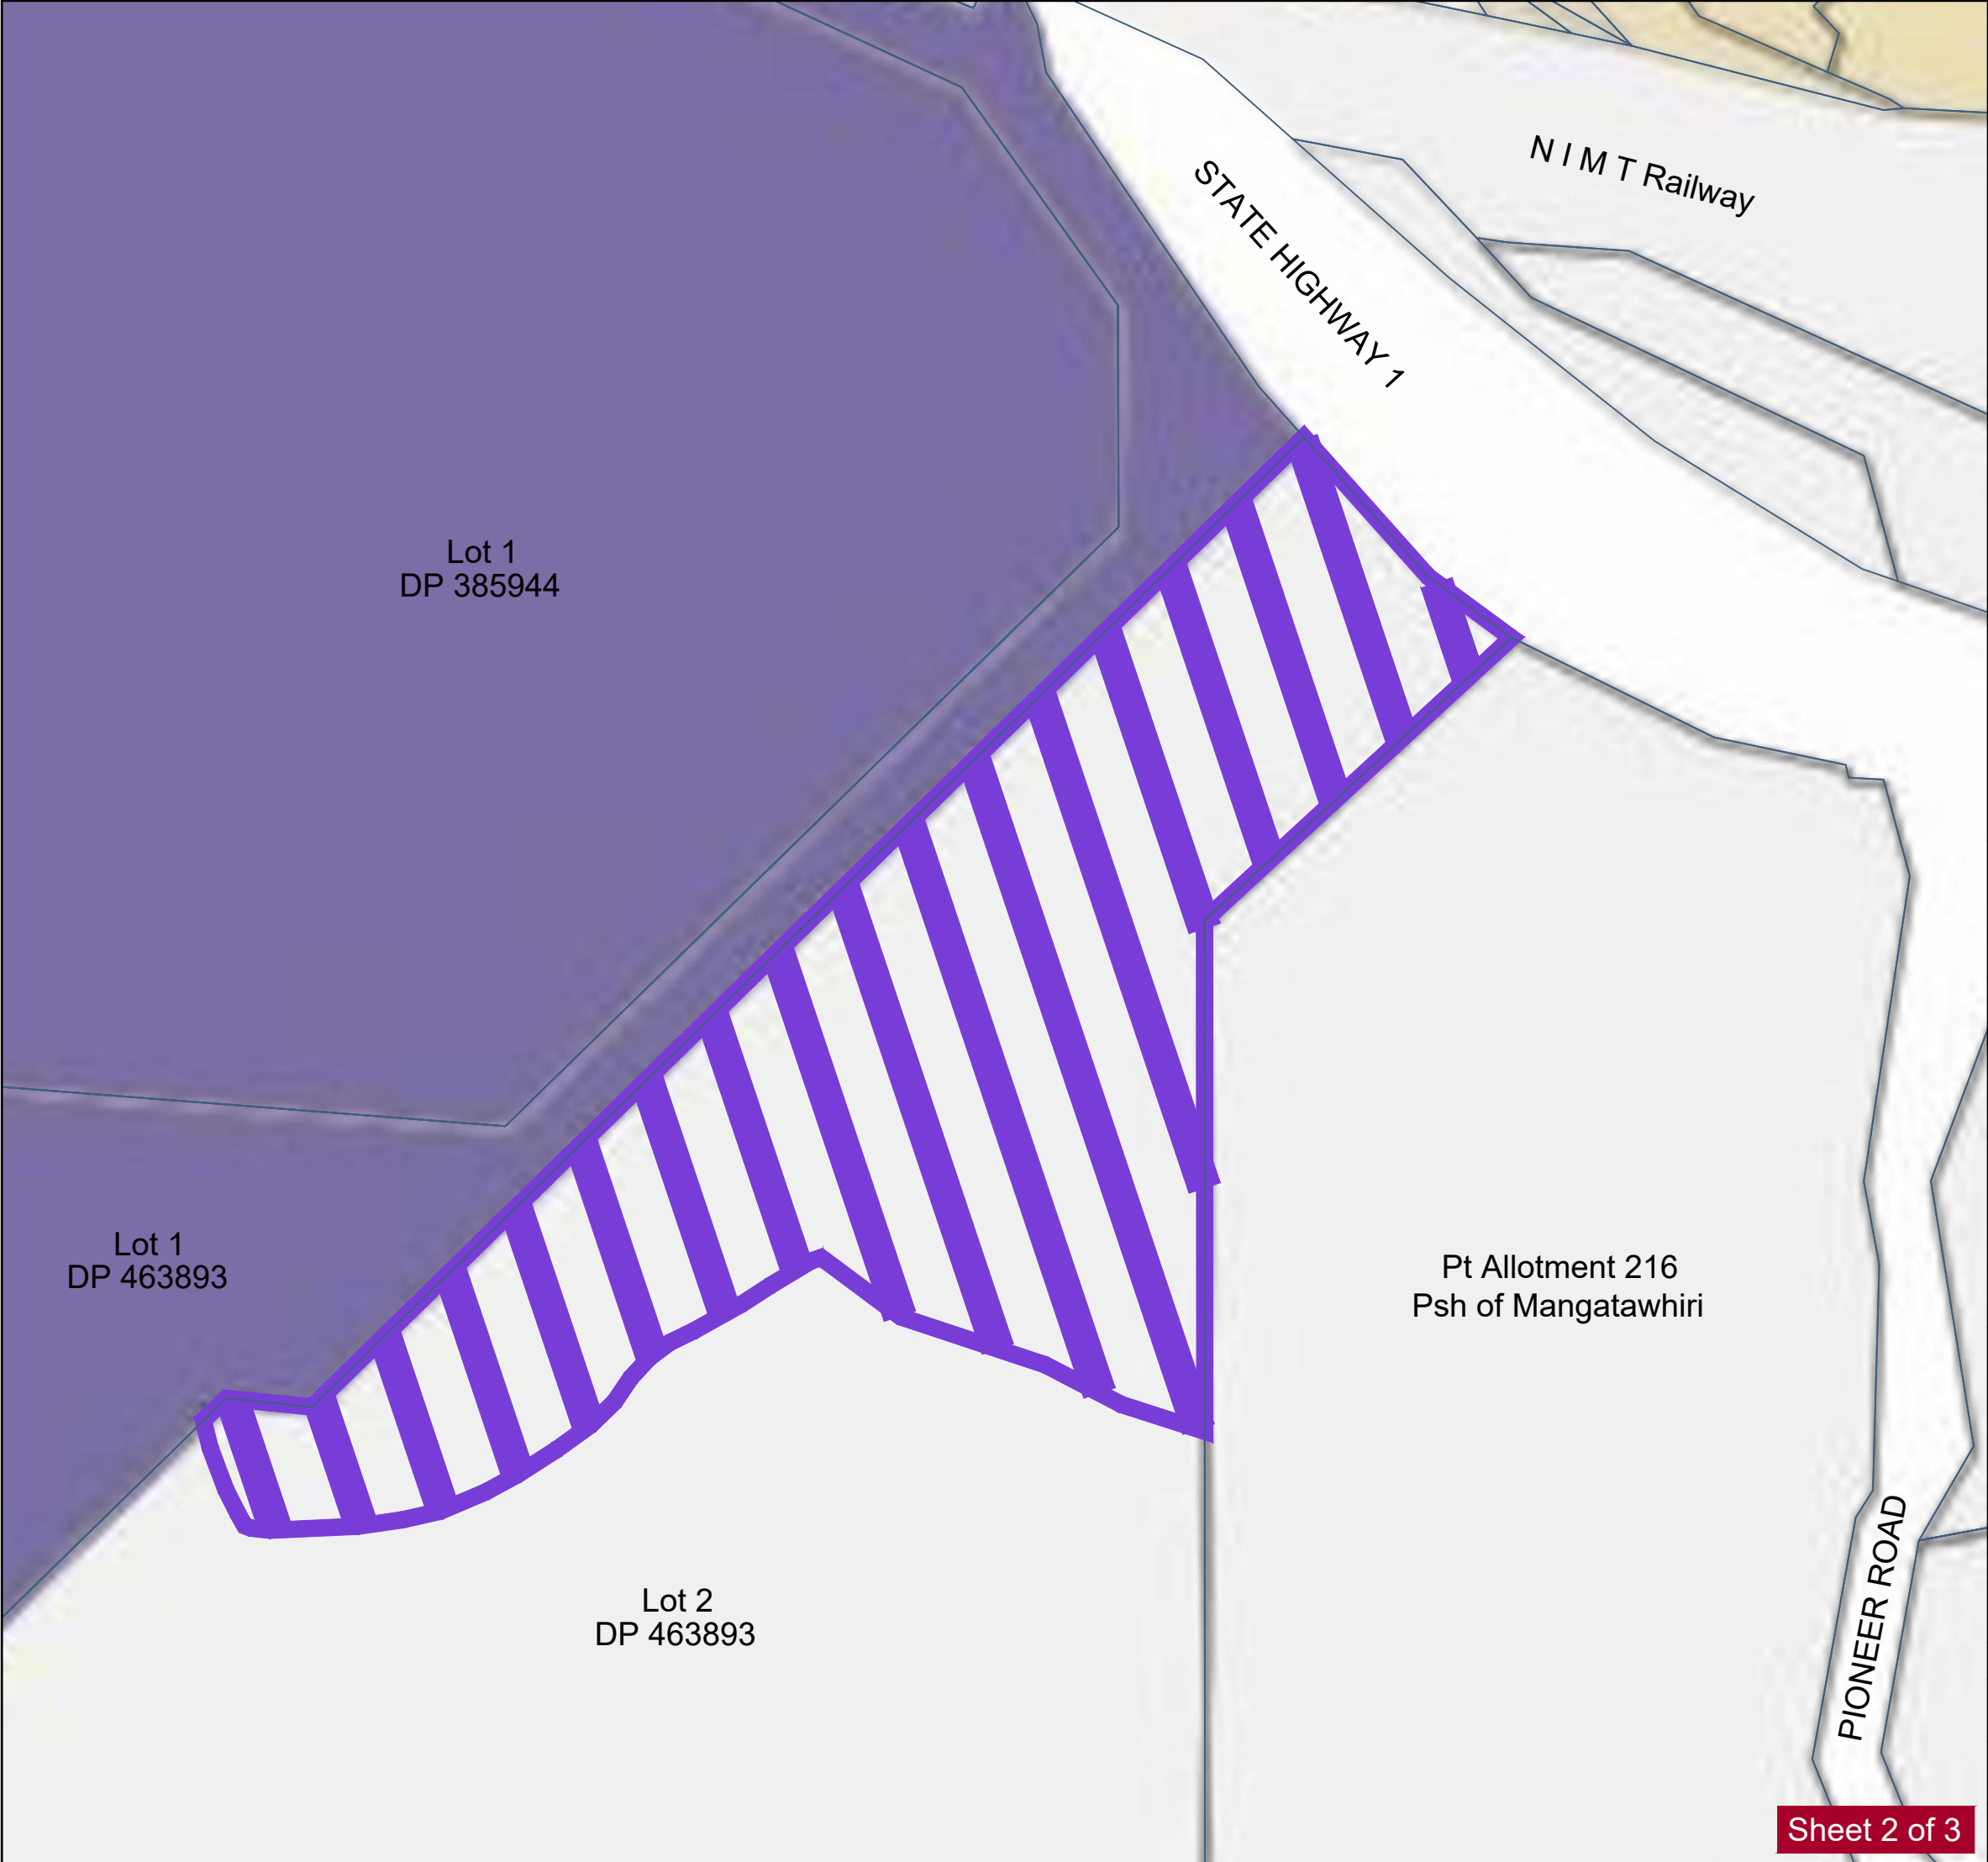 N I M T Railway
STATE HIGHWAY 1
Lot 1
DP 385944
Lot 1
DP 463893
Pt Allotment 216
Psh of Mangatawhiri
Lot 2
DP 463893
PIONEER ROAD
Sheet 2 of 3